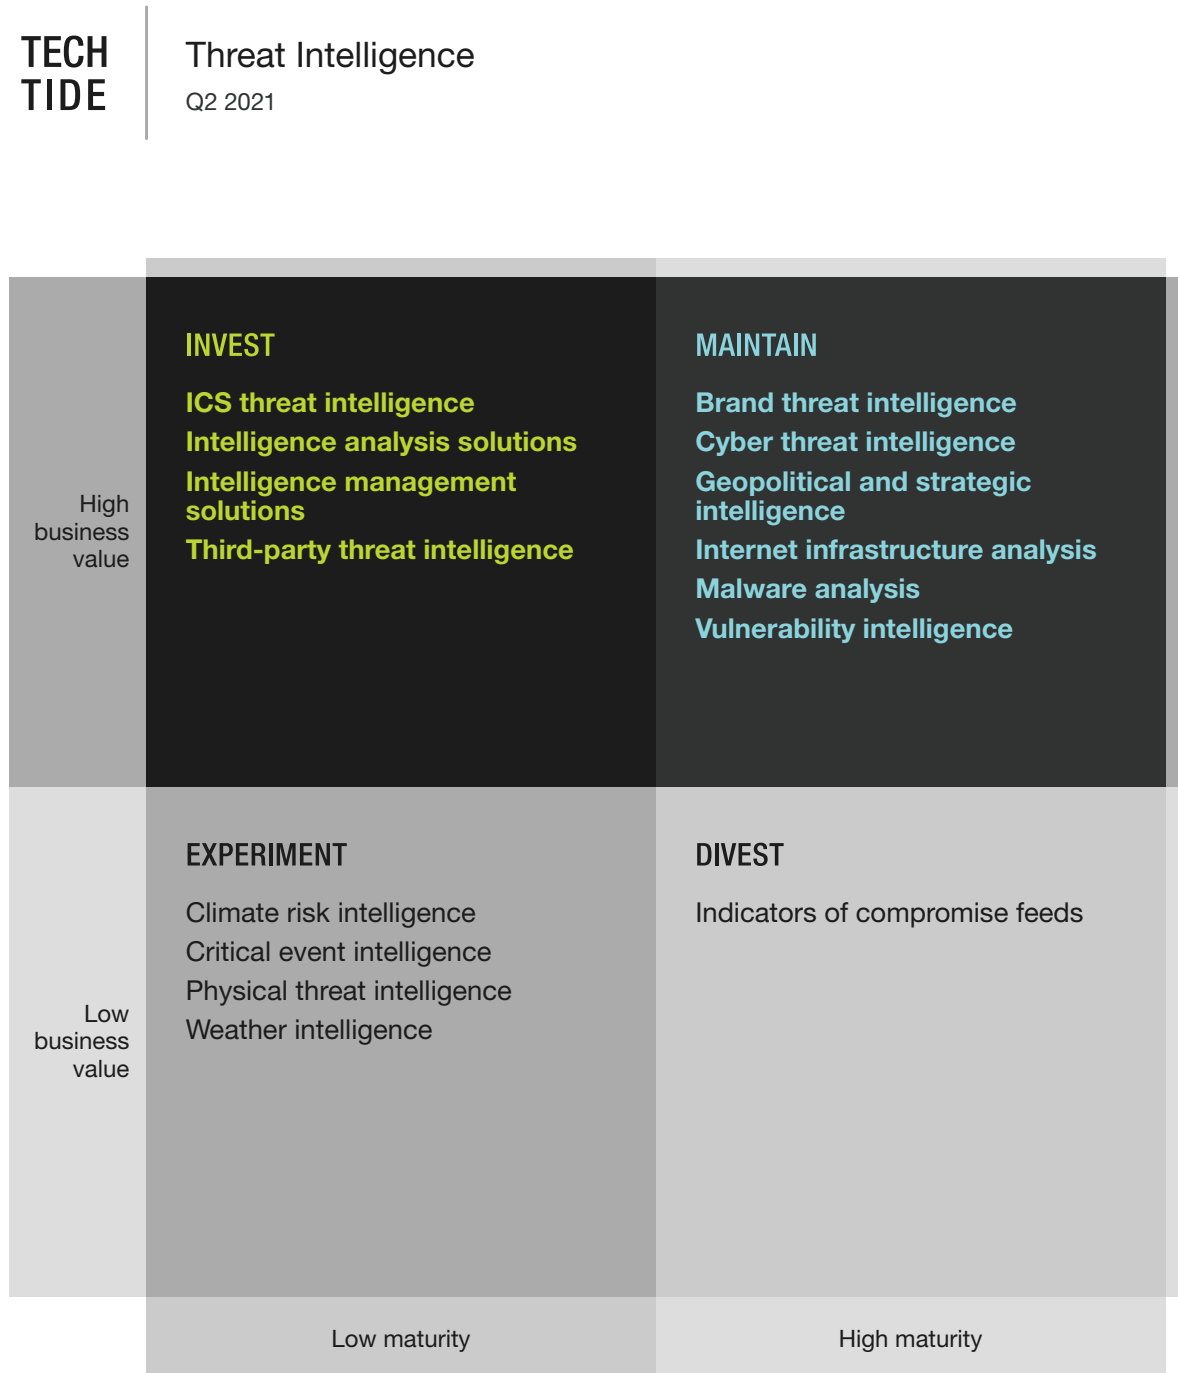 TECH
TIDE
Threat Intelligence
Q2 2021
High
business
value
INVEST
ICS threat intelligence
Intelligence analysis solutions
Intelligence management
solutions
Third-party threat intelligence
MAINTAIN
Brand threat intelligence
Cyber threat intelligence
Geopolitical and strategic
intelligence
Internet infrastructure analysis
Malware analysis
Vulnerability intelligence
Low
business
value
EXPERIMENT
Climate risk intelligence
Critical event intelligence
Physical threat intelligence
Weather intelligence
DIVEST
Indicators of compromise feeds
Low maturity
High maturity